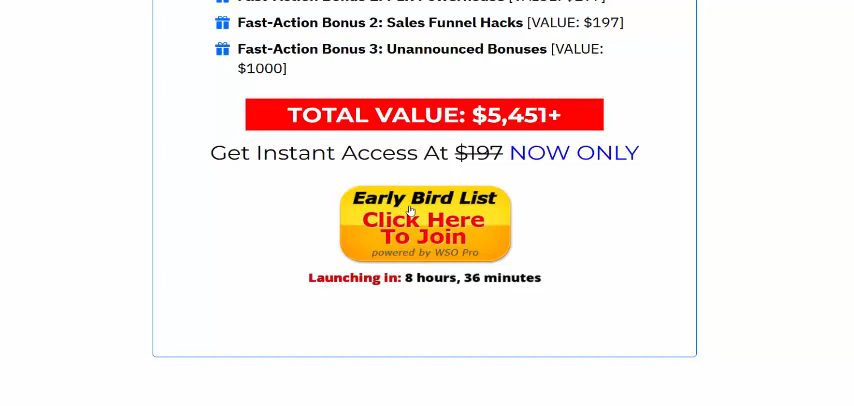 Fast-Action Bonus 2: Sales Funnel Hacks [VALUE: $197]
Fast-Action Bonus 3: Unannounced Bonuses [VALUE:
$1000]
TOTAL VALUE: $5,451+
Get Instant Access At $197 NOW ONLY
Early Bird List
Click Here
To Join
powered by WSO Pro
Launching in: 8 hours, 36 minutes